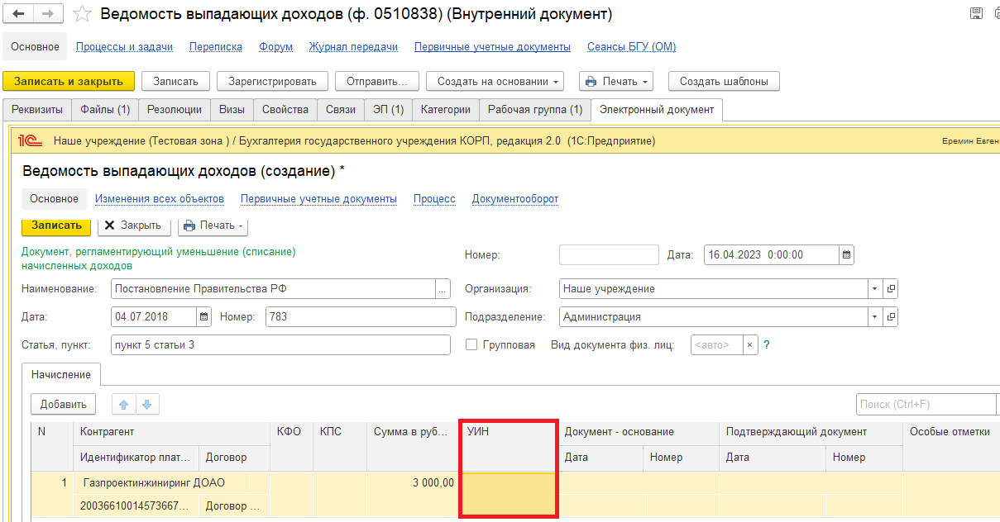 Ведомость выпадающих доходов (ф. 0510838) (Внутренний документ)
Основное Процессы и задачи Переписка Форум Журнал передачи Первичные учетные документы Сеансы БГУ (ОМ)
Записать и закрыть Записать Зарегистрировать Отправить... Создать на основании Печать Создать шаблоны
Реквизиты Файлы (1) Резолюции Визы Свойства Связи ЭП (1) Категории Рабочая группа (1) Электронный документ
1С Наше учреждение (Тестовая зона ) / Бухгалтерия государственного учреждения КОРП, редакция 2.0 (1С:Предприятие) Еремин Евген
Ведомость выпадающих доходов (создание) *
Основное Изменения всех объектов Первичные учетные документы Процесс Документооборот
Записать Закрыть Печать
Документ, регламентирующий уменьшение (списание)
начисленных доходов
Номер: Дата: 16.04.2023 0:00:00
Наименование: Постановление Правительства РФ ... Организация: Наше учреждение
Дата: 04.07.2018 Номер: 783 Подразделение: Администрация
Статья, пункт: пункт 5 статьи 3 Групповая Вид документа физ. лиц: <авто> × ?
Начисление
Добавить Поиск (Ctrl+F)
N Контрагент КФО КПС Сумма в руб... УИН Документ - основание Подтверждающий документ Особые отметки
Идентификатор плат... Договор Дата Номер Дата Номер
1 Газпроектинжиниринг ДОАО 3 000,00
20036610014573667... Договор ...